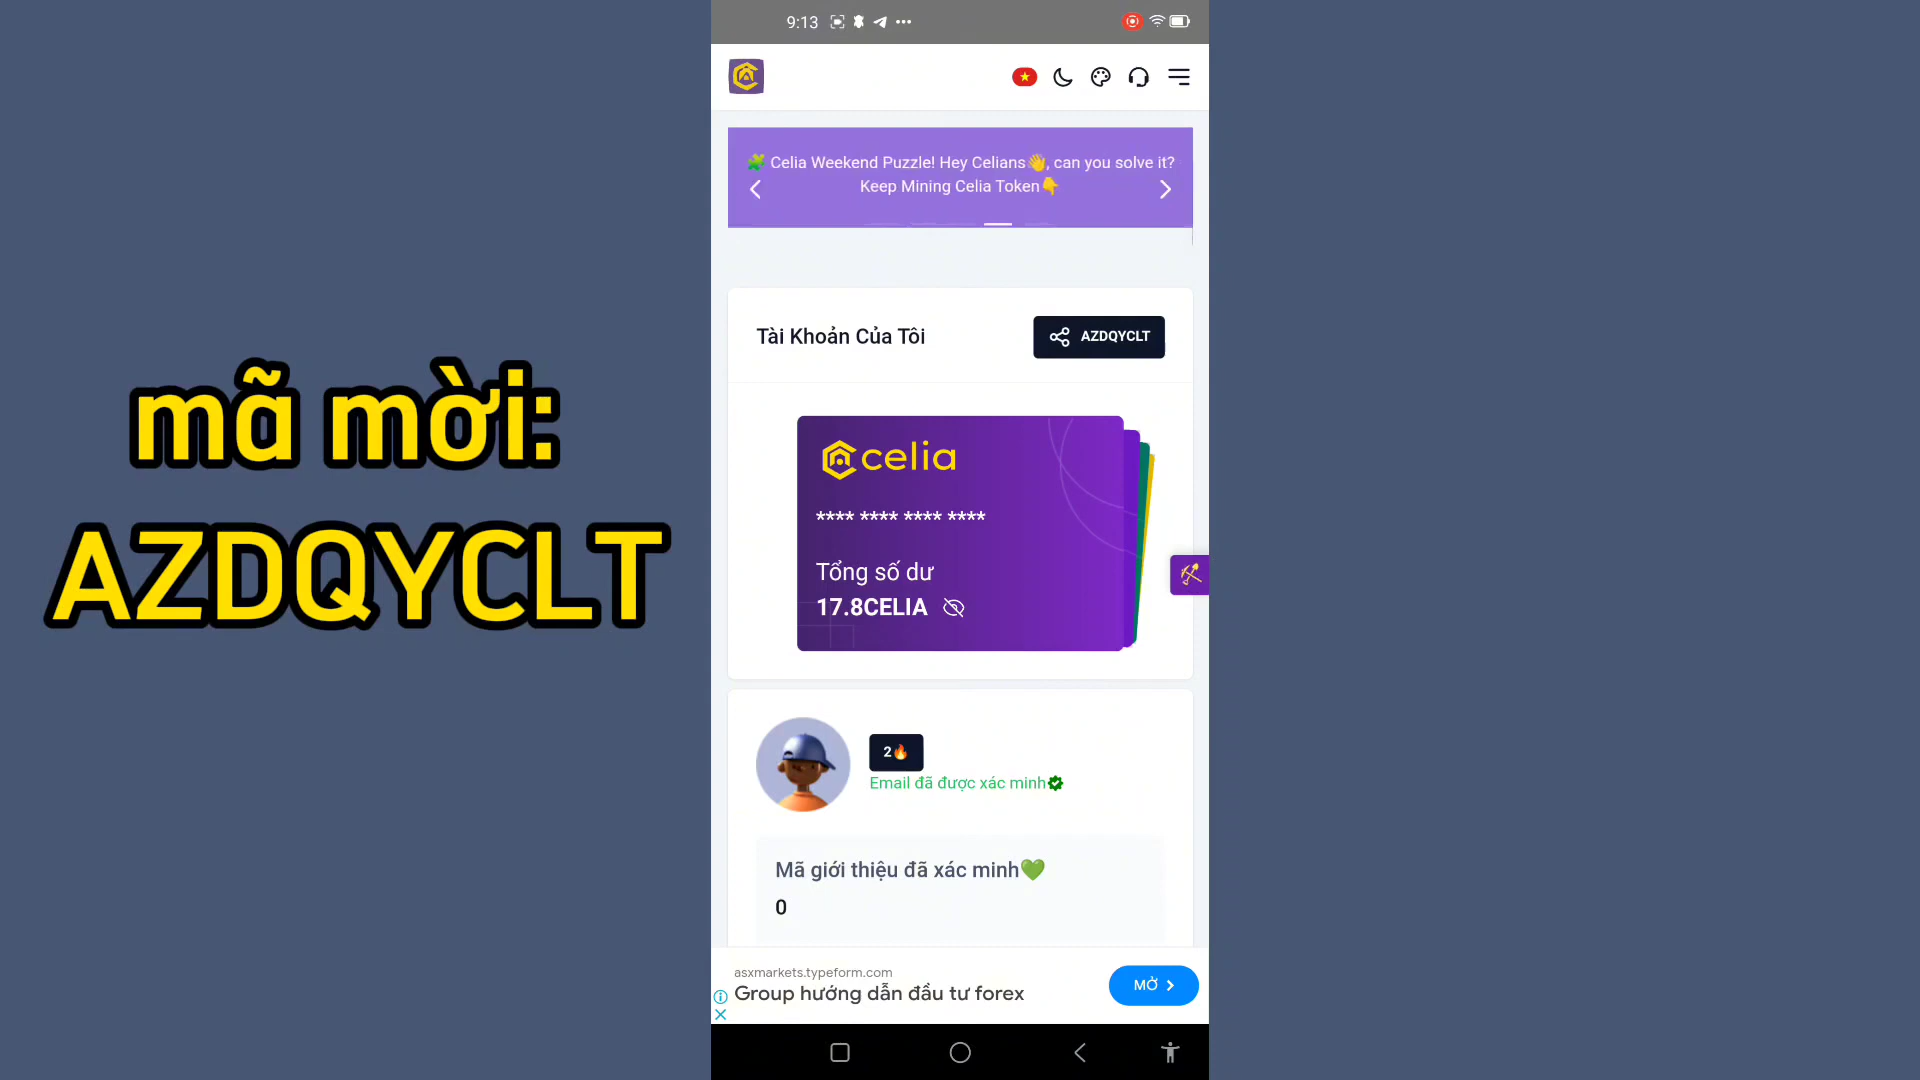 mã mời:
AZDQYCLT
9:13
🧩 Celia Weekend Puzzle! Hey Celians👋, can you solve it?
Keep Mining Celia Token👇
Tài Khoản Của Tôi
AZDQYCLT
celia
**** **** **** ****
Tổng số dư
17.8CELIA
2🔥
Email đã được xác minh
Mã giới thiệu đã xác minh💚
0
asxmarkets.typeform.com
Group hướng dẫn đầu tư forex
MỞ